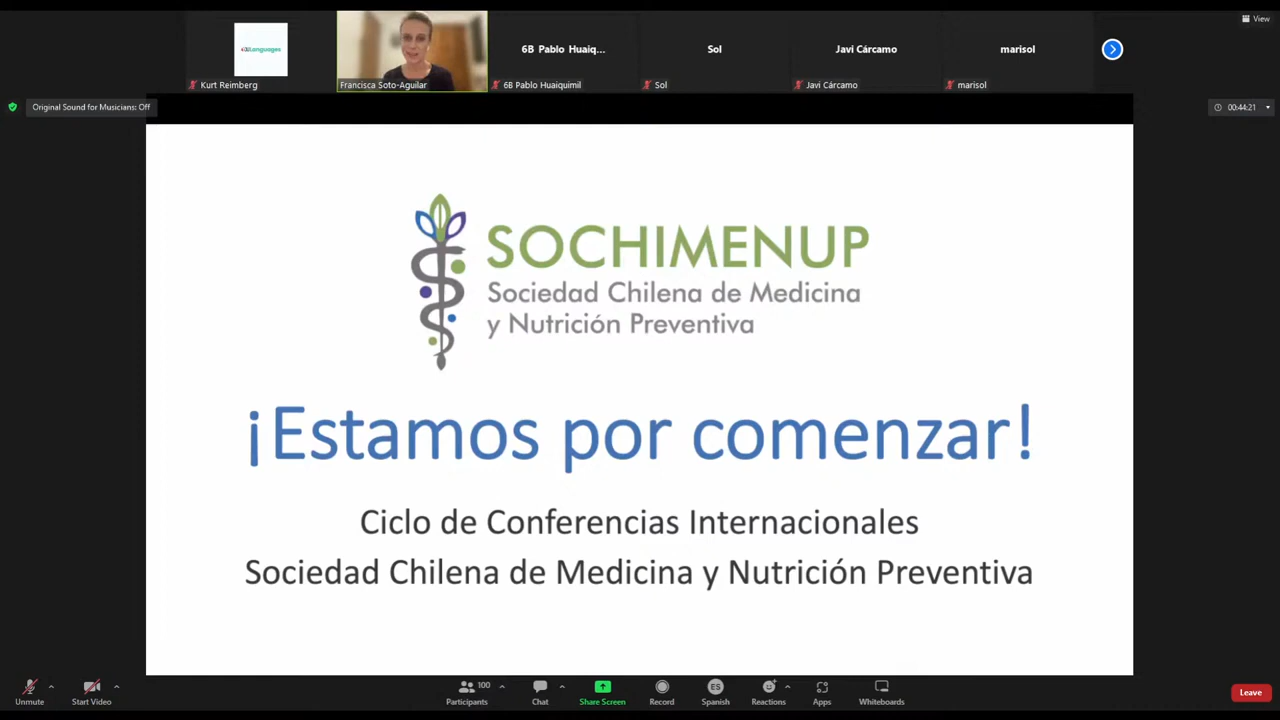 View
Languages
6B Pablo Huaiq...
Sol
Javi Cárcamo
marisol
Kurt Reimberg
Francisca Soto-Aguilar
6B Pablo Huaiquimil
Sol
Javi Cárcamo
marisol
Original Sound for Musicians: Off
00:44:21
SOCHIMENUP
Sociedad Chilena de Medicina
y Nutrición Preventiva
¡Estamos por comenzar!
Ciclo de Conferencias Internacionales
Sociedad Chilena de Medicina y Nutrición Preventiva
100
ES
Unmute
Start Video
Participants
Chat
Share Screen
Record
Spanish
Reactions
Apps
Whiteboards
Leave